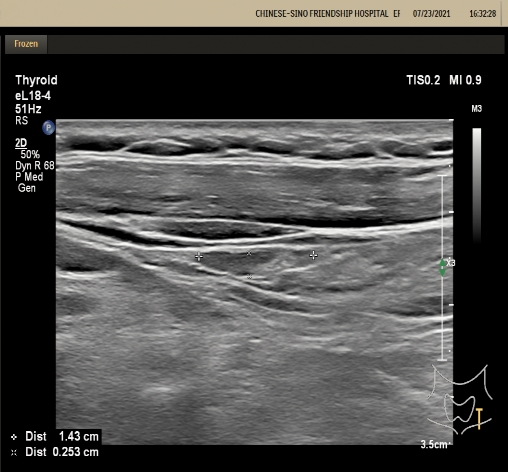 CHINESE-SINO FRIENDSHIP HOSPITAL EF 07/23/2021 16:32:28
Frozen
Thyroid TIS0.2 MI 0.9
eL18-4
51Hz
RS
M3
P
2D
50%
Dyn R 68
P Med
Gen
x3
Dist 1.43 cm
Dist 0.253 cm
3.5cm